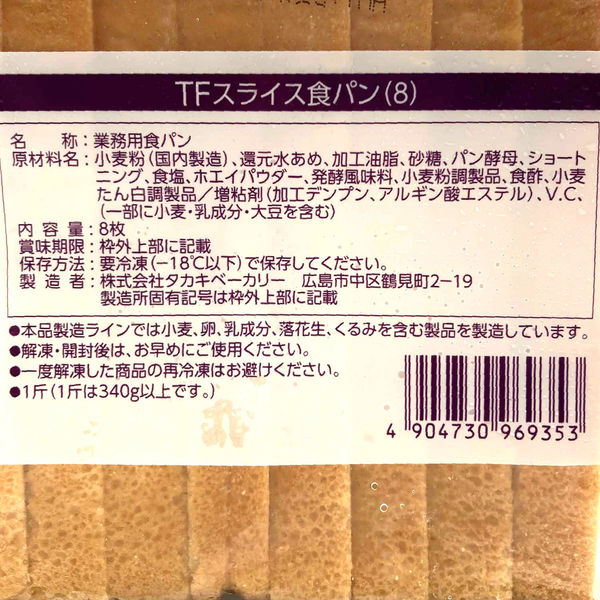 TFスライス食パン(8)
名 称:業務用食パン
原材料名:小麦粉(国内製造)、還元水あめ、加工油脂、砂糖、パン酵母、ショート
ニング、食塩、ホエイパウダー、発酵風味料、小麦粉調製品、食酢、小麦
たん白調製品/増粘剤(加工デンプン、アルギン酸エステル)、V.C、
(一部に小麦・乳成分・大豆を含む)
内 容 量:8枚
賞味期限:枠外上部に記載
保存方法:要冷凍(−18℃以下)で保存してください。
製 造 者:株式会社タカキベーカリー 広島市中区鶴見町2−19
製造所固有記号は枠外上部に記載
●本品製造ラインでは小麦、卵、乳成分、落花生、くるみを含む製品を製造しています。
●解凍・開封後は、お早めにご使用ください。
●一度解凍した商品の再冷凍はお避けください。
●1斤(1斤は340g以上です。)
4 904730 969353